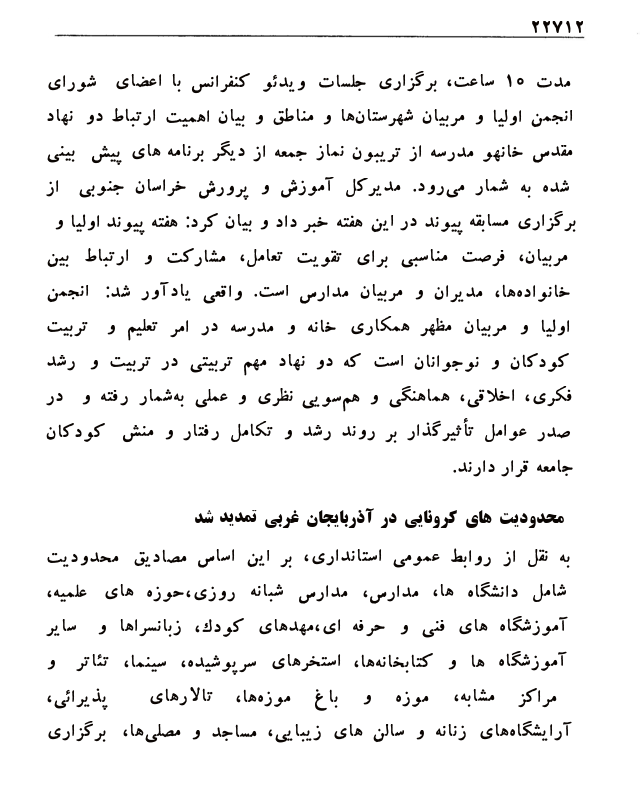 ۲۲۷۱۲
مدت ۱۰ ساعت، برگزاری جلسات ویدئو کنفرانس با اعضای شورای
انجمن اولیا و مربیان شهرستان‌ها و مناطق و بیان اهمیت ارتباط دو نهاد
مقدس خانهو مدرسه از تریبون نماز جمعه از دیگر برنامه های پیش بینی
شده به شمار می‌رود. مدیرکل آموزش و پرورش خراسان جنوبی از
برگزاری مسابقه پیوند در این هفته خبر داد و بیان کرد: هفته پیوند اولیا و
مربیان، فرصت مناسبی برای تقویت تعامل، مشارکت و ارتباط بین
خانواده‌ها، مدیران و مربیان مدارس است. واقعی یادآور شد: انجمن
اولیا و مربیان مظهر همکاری خانه و مدرسه در امر تعلیم و تربیت
کودکان و نوجوانان است که دو نهاد مهم تربیتی در تربیت و رشد
فکری، اخلاقی، هماهنگی و هم‌سویی نظری و عملی به‌شمار رفته و در
صدر عوامل تأثیرگذار بر روند رشد و تکامل رفتار و منش کودکان
جامعه قرار دارند.
محدودیت های کرونایی در آذربایجان غربی تمدید شد
به نقل از روابط عمومی استانداری، بر این اساس مصادیق محدودیت
شامل دانشگاه ها، مدارس، مدارس شبانه روزی،حوزه های علمیه،
آموزشگاه های فنی و حرفه ای،مهدهای کودك، زبانسراها و سایر
آموزشگاه ها و کتابخانه‌ها، استخرهای سرپوشیده، سینما، تئاتر و
مراکز مشابه، موزه و باغ موزه‌ها، تالارهای پذیرائی،
آرایشگاه‌های زنانه و سالن های زیبایی، مساجد و مصلی‌ها، برگزاری